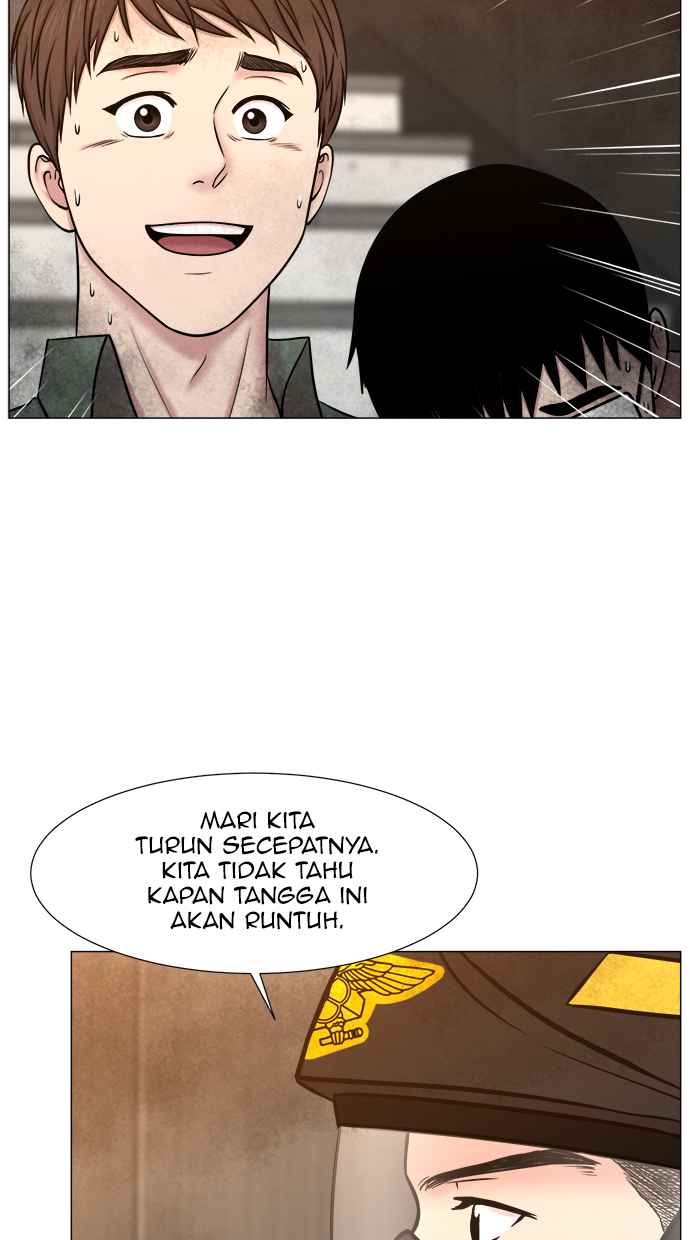 MARI KITA
TURUN SECEPATNYA.
KITA TIDAK TAHU
KAPAN TANGGA INI
AKAN RUNTUH.